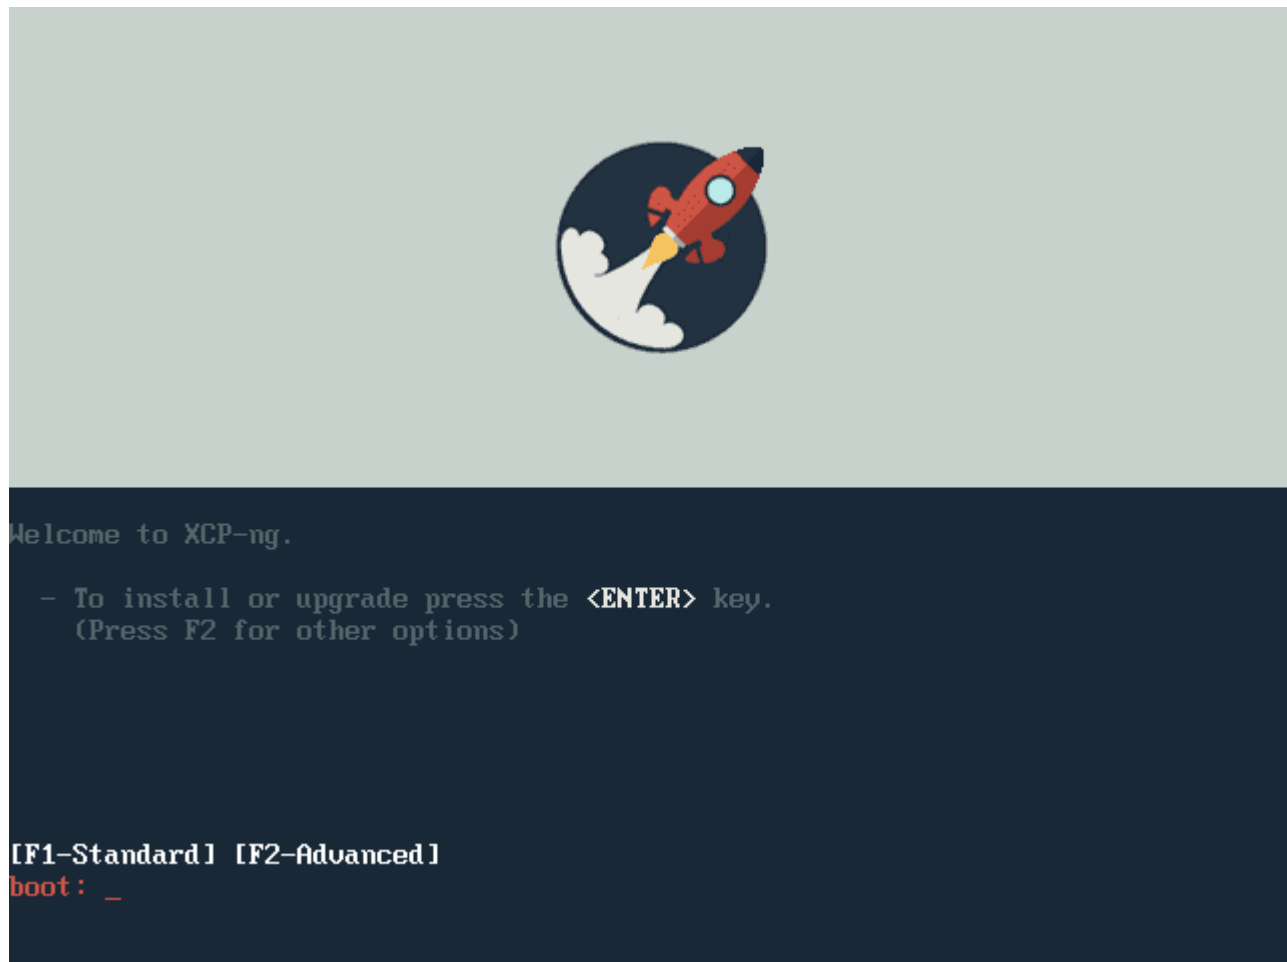 Welcome to XCP-ng.
- To install or upgrade press the <ENTER> key.
(Press F2 for other options)
[F1-Standard] [F2-Advanced]
boot: _